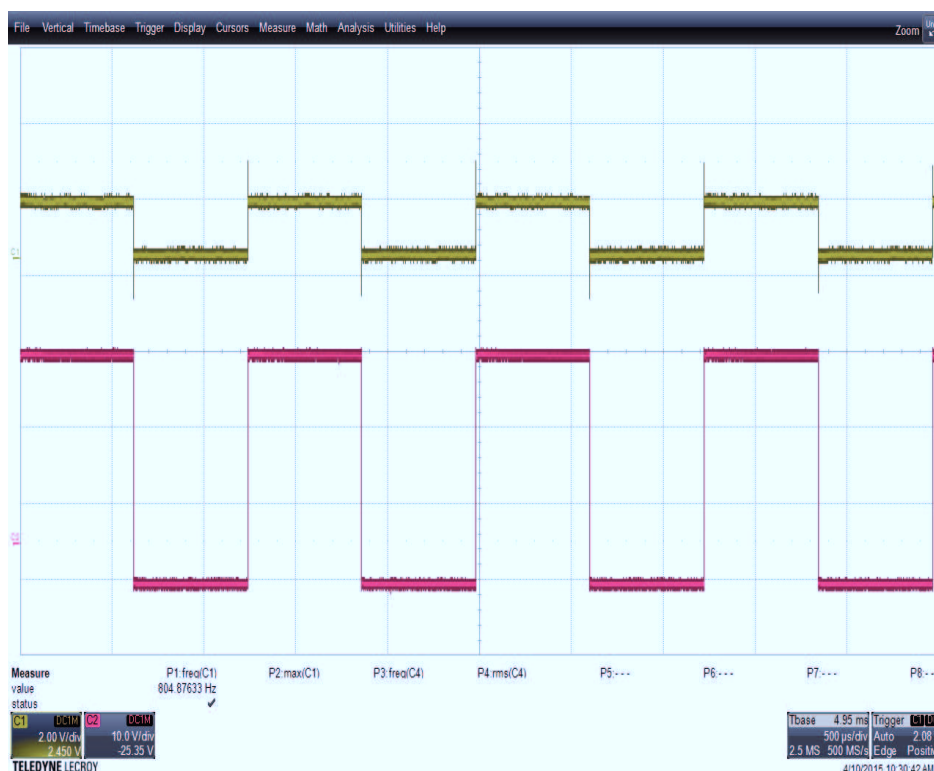 File Vertical Timebase Trigger Display Cursors Measure Math Analysis Utilities Help
Zoom
Measure P1:freq(C1) P2:max(C1) P3:freq(C4) P4:rms(C4) P5:--- P6:--- P7:--- P8:--
value 804.87633 Hz
status
C1 DC1M C2 DC1M Tbase 4.95 ms Trigger C1
2.00 V/div 10.0 V/div 500 µs/div Auto 2.08
2.450 V -25.35 V 2.5 MS 500 MS/s Edge Positi
TELEDYNE LECROY 4/10/2015 10:30:42 AM